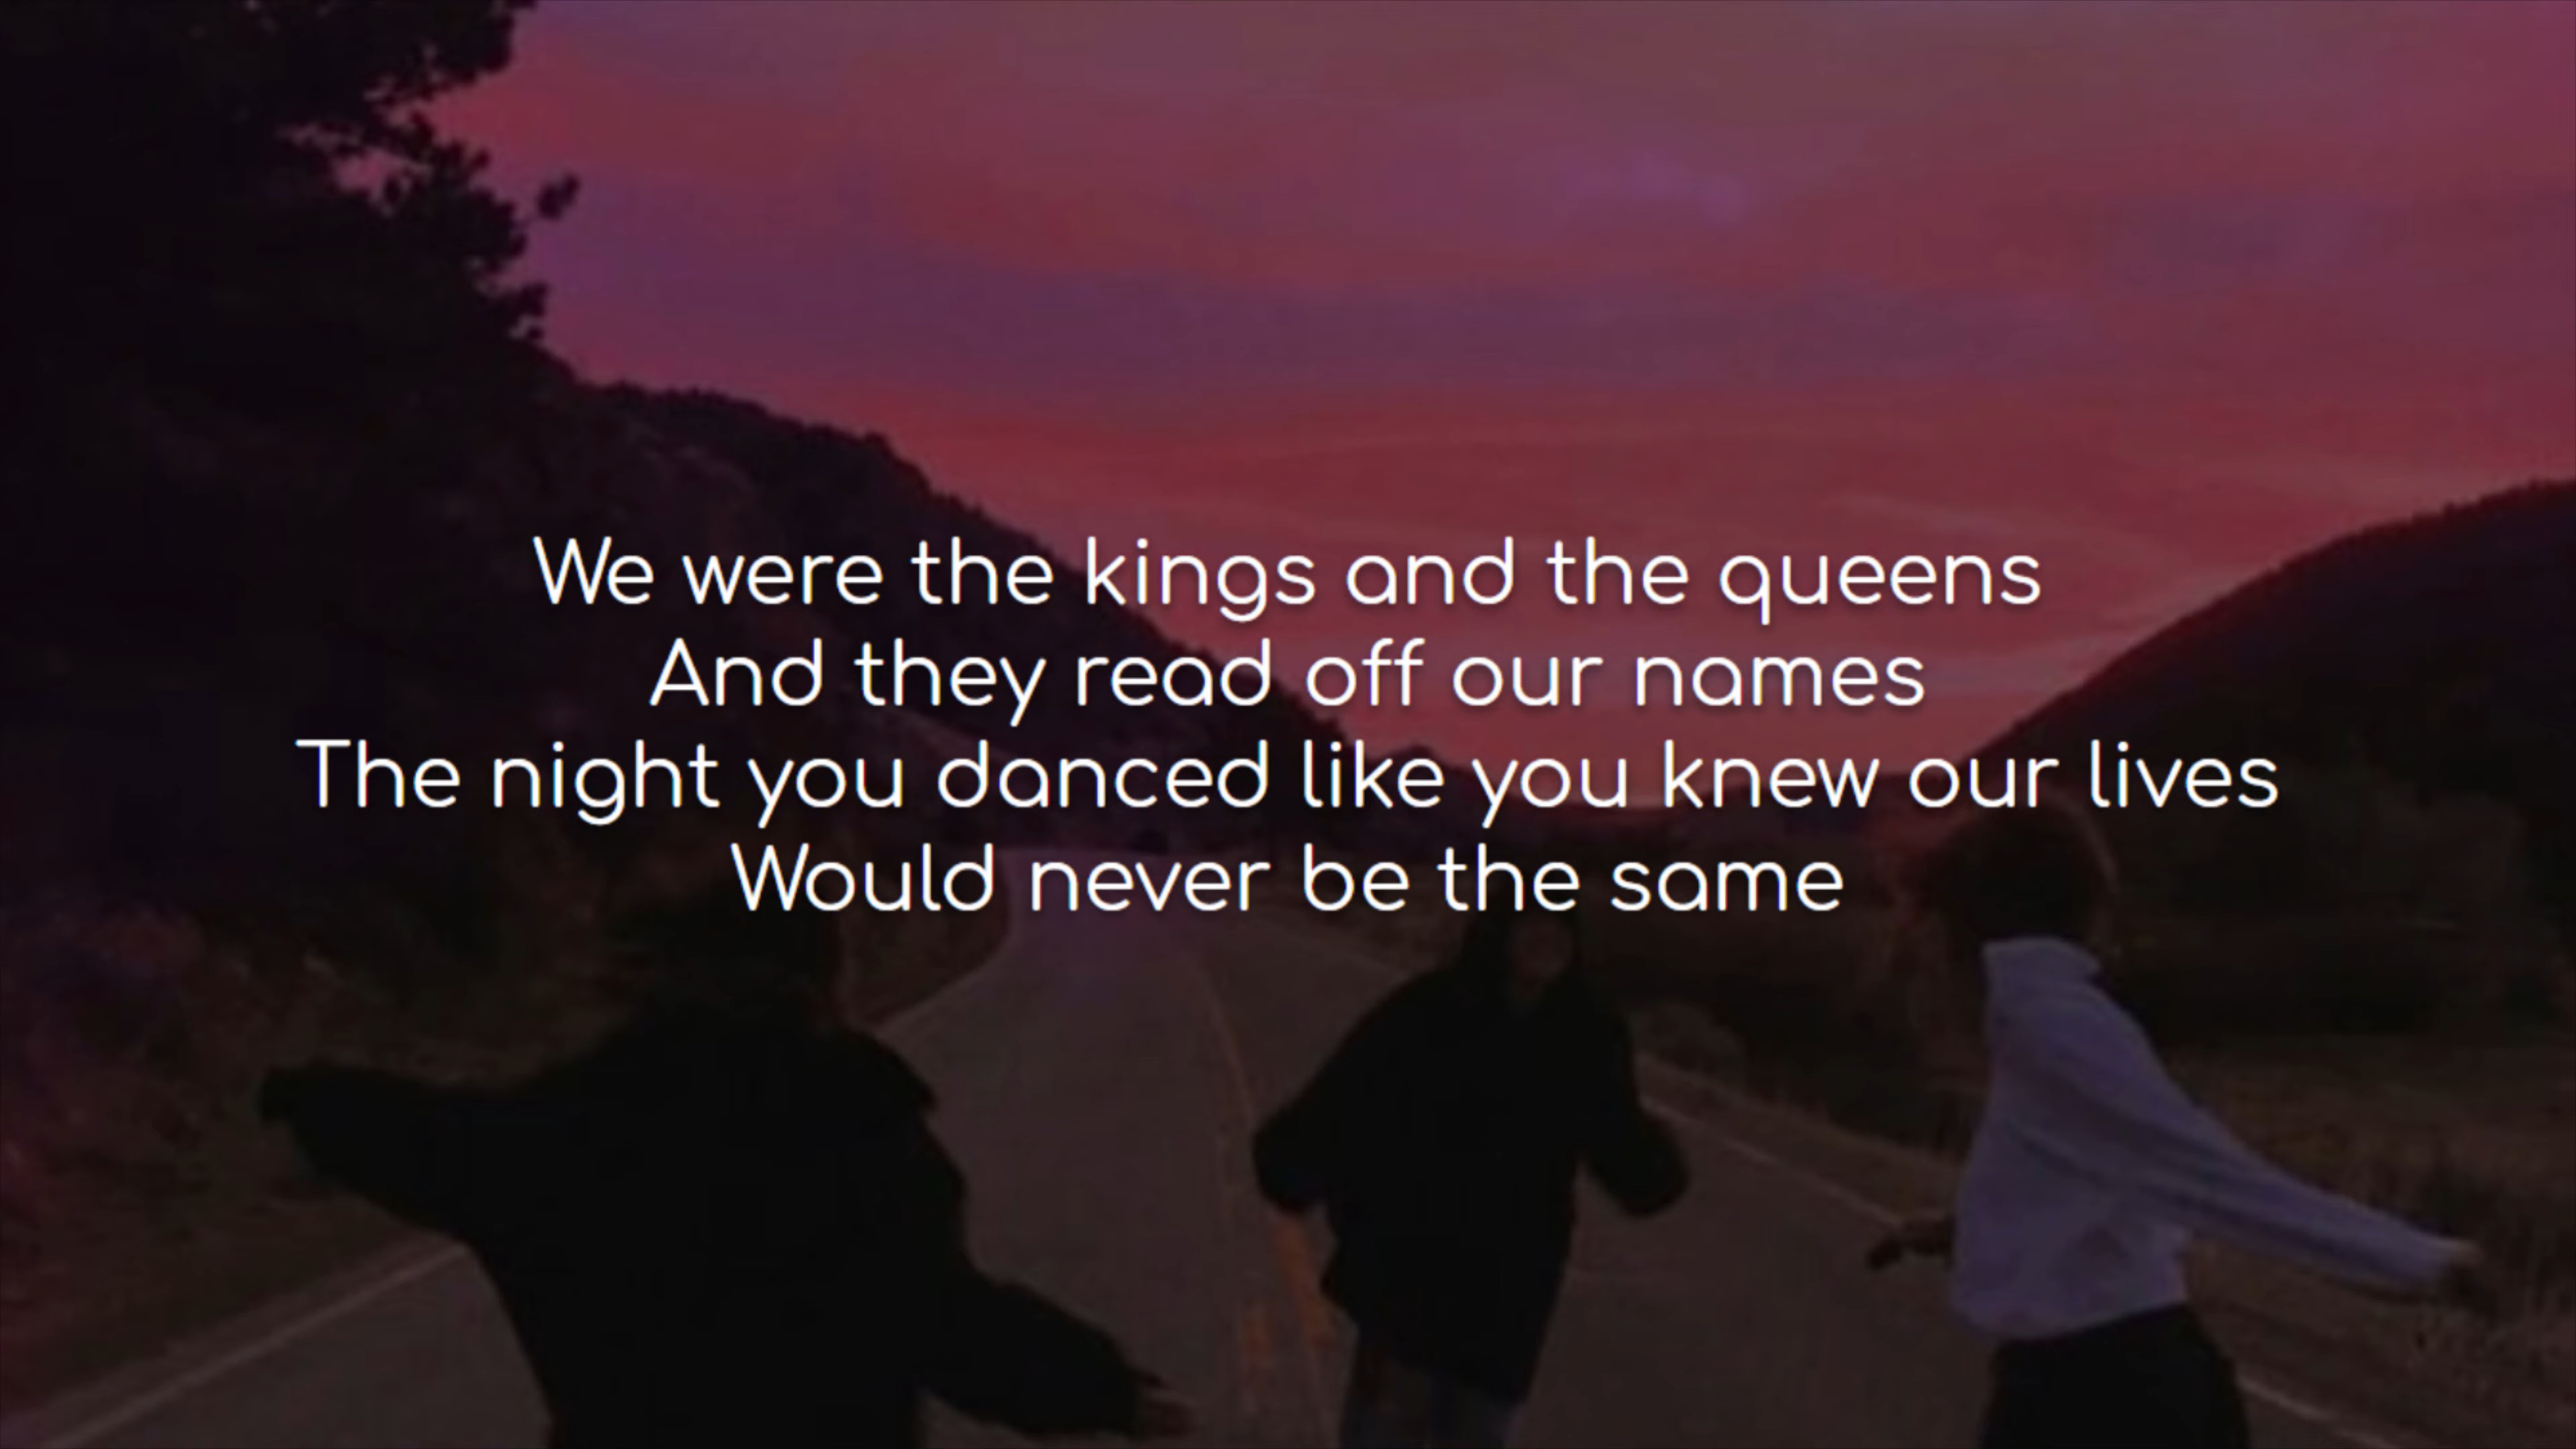 We were the kings and the queens
And they read off our names
The night you danced like you knew our lives
Would never be the same